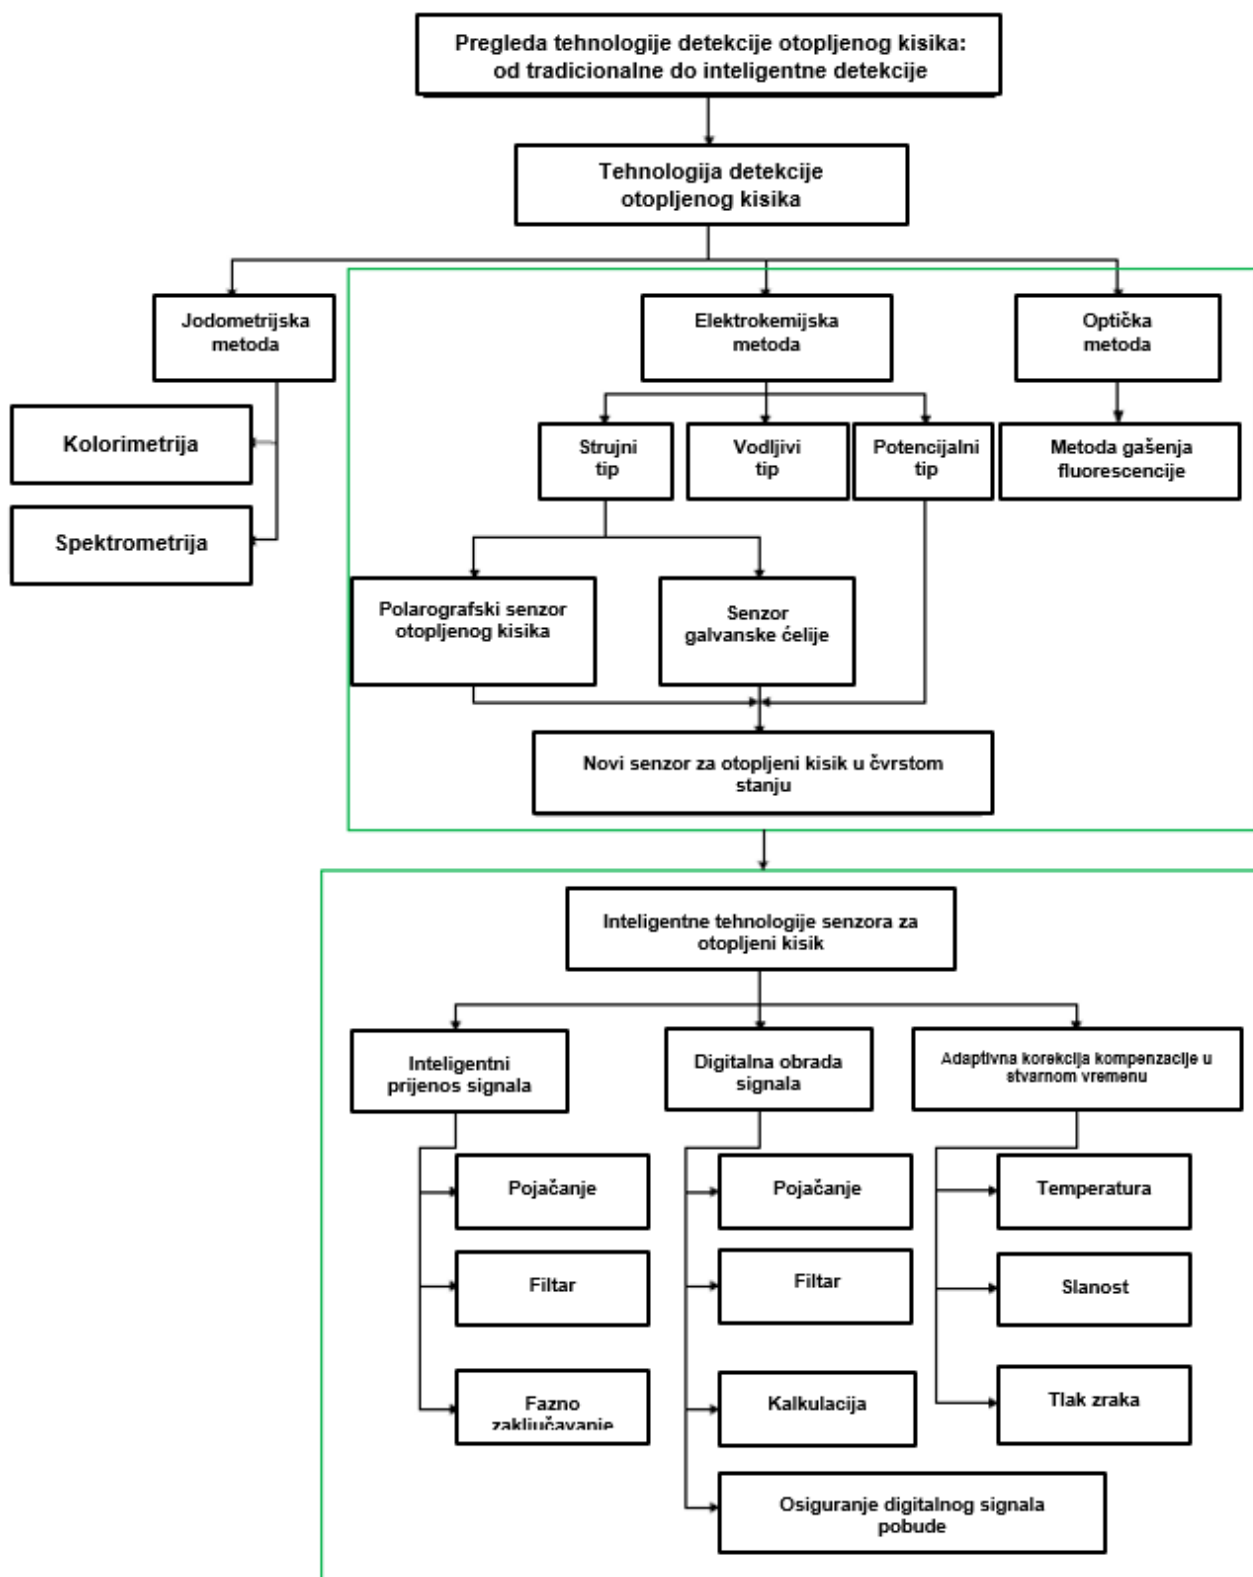 Pregleda tehnologije detekcije otopljenog kisika:
od tradicionalne do inteligentne detekcije
Tehnologija detekcije
otopljenog kisika
Jodometrijska
metoda
Elektrokemijska
metoda
Optička
metoda
Kolorimetrija
Spektrometrija
Strujni
tip
Vodljivi
tip
Potencijalni
tip
Metoda gašenja
fluorescencije
Polarografski senzor
otopljenog kisika
Senzor
galvanske ćelije
Novi senzor za otopljeni kisik u čvrstom
stanju
Inteligentne tehnologije senzora za
otopljeni kisik
Inteligentni
prijenos signala
Digitalna obrada
signala
Adaptivna korekcija kompenzacije u
stvarnom vremenu
Pojačanje
Filtar
Fazno
zaključavanje
Pojačanje
Filtar
Kalkulacija
Osiguranje digitalnog signala
pobude
Temperatura
Slanost
Tlak zraka